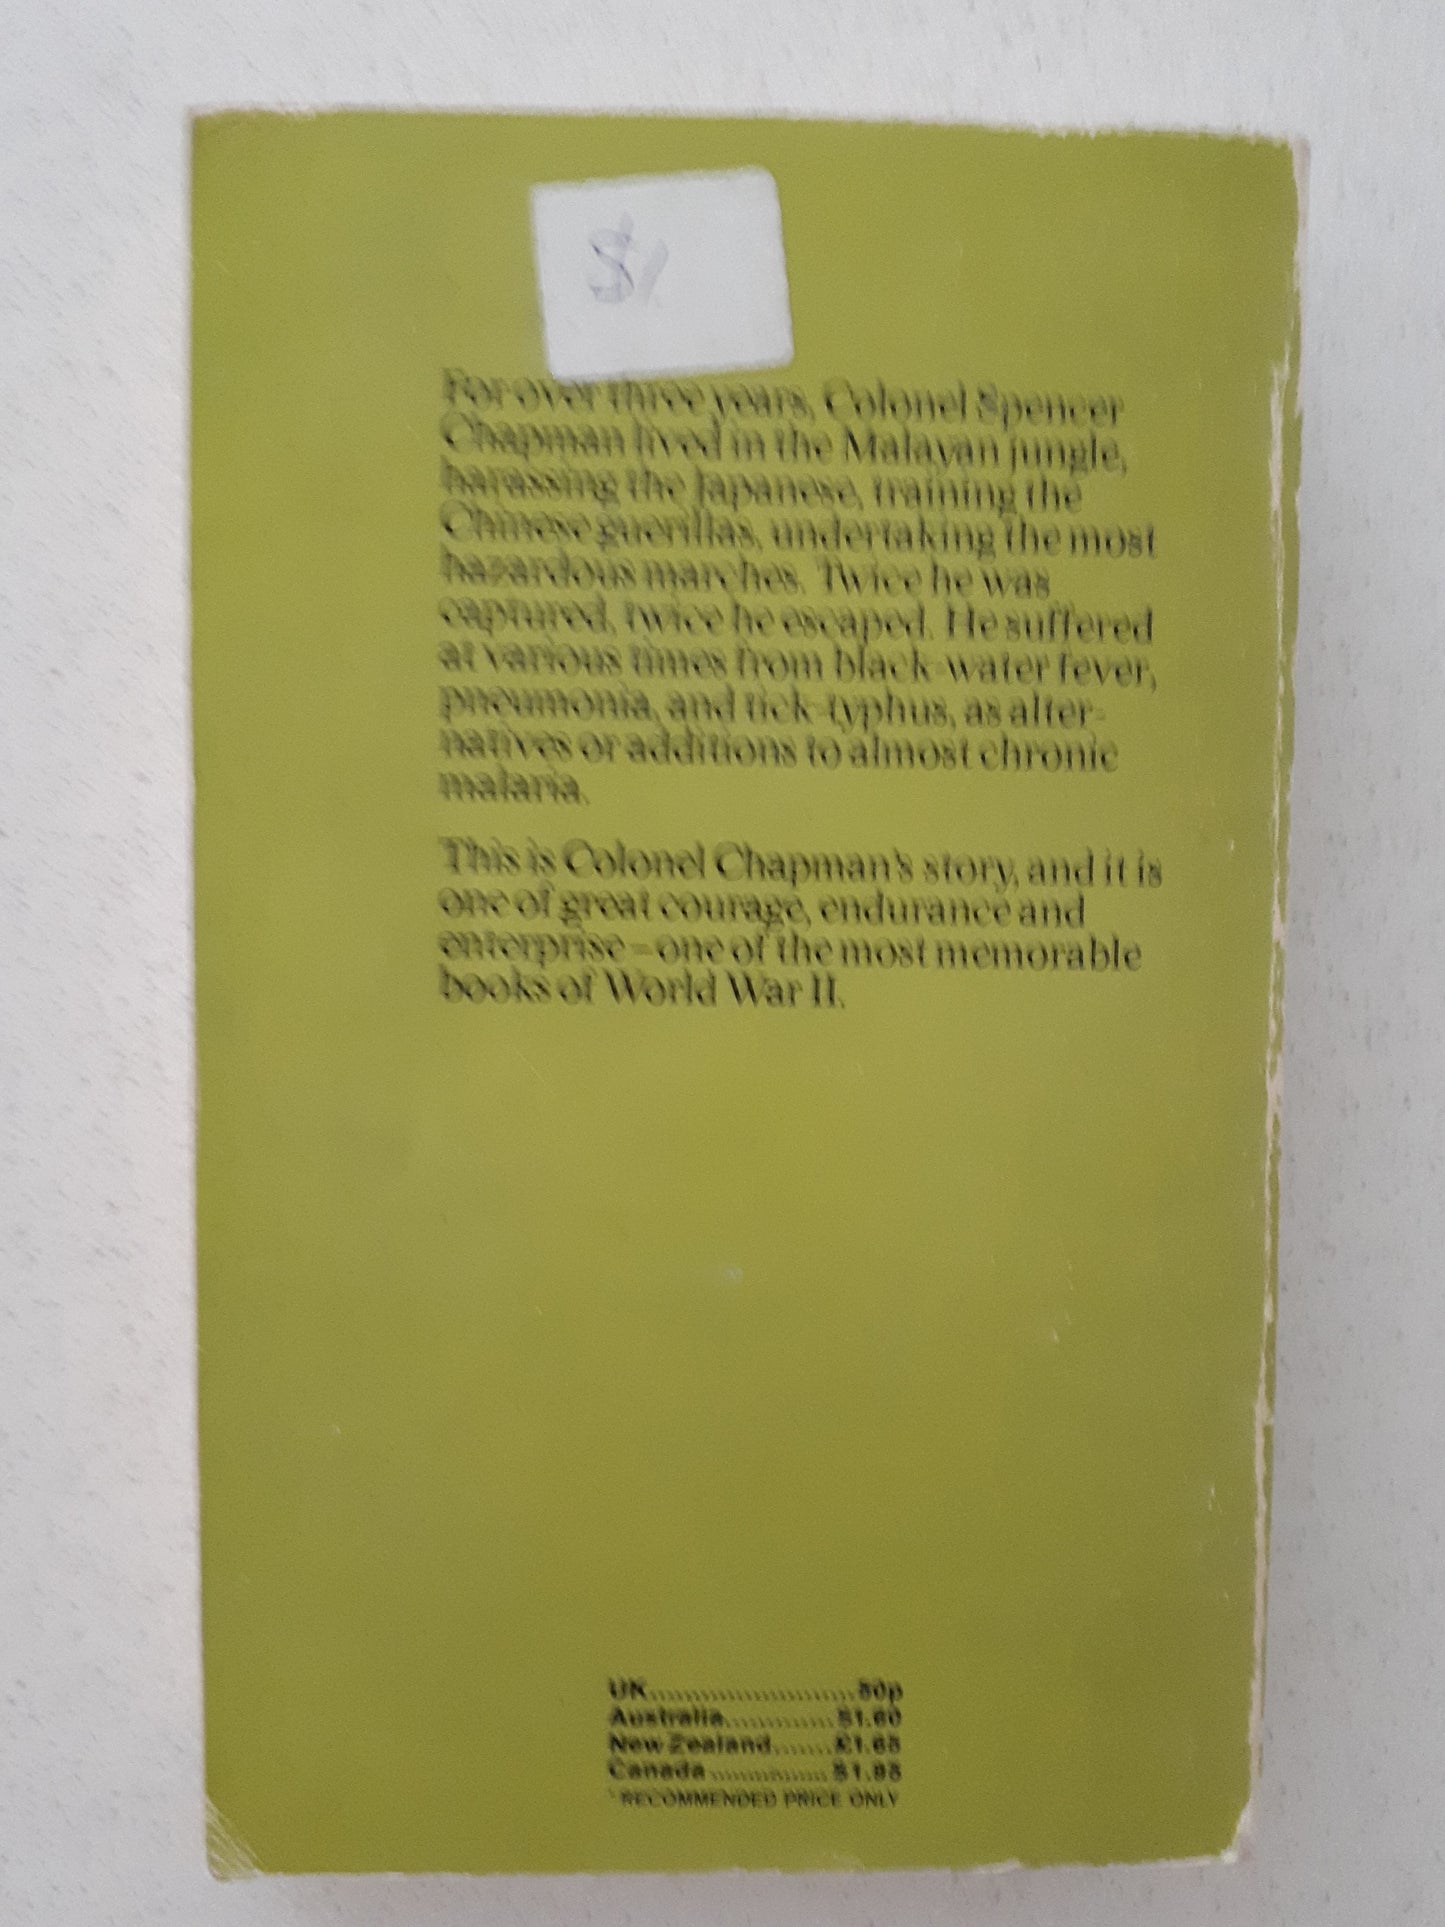 $1
For over three years, Colonel Spencer
Chapman lived in the Malayan jungle,
harassing the Japanese, training the
Chinese guerillas, undertaking the most
hazardous marches. Twice he was
captured, twice he escaped. He suffered
at various times from black-water fever,
pneumonia, and tick-typhus, as alter-
natives or additions to almost chronic
malaria.
This is Colonel Chapman's story, and it is
one of great courage, endurance and
enterprise – one of the most memorable
books of World War II.
UK........................
Australia............. $1.60
New Zealand.......£1.65
Canada ................ $1.95
*RECOMMENDED PRICE ONLY